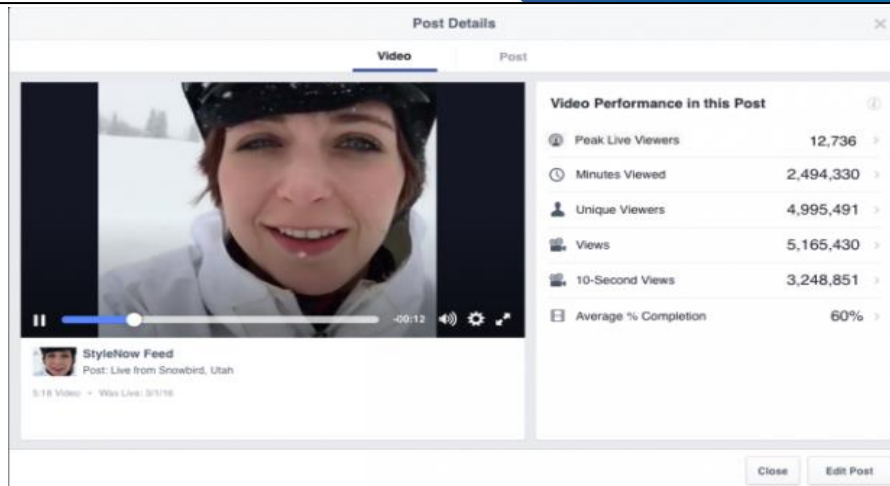 Post Details
Video Post
Video Performance in this Post
Peak Live Viewers 12,736
Minutes Viewed 2,494,330
Unique Viewers 4,995,491
Views 5,165,430
10-Second Views 3,248,851
Average % Completion 60%
-00:12
StyleNow Feed
Post: Live from Snowbird, Utah
5:18 Video • Was Live: 3/1/16
Close Edit Post